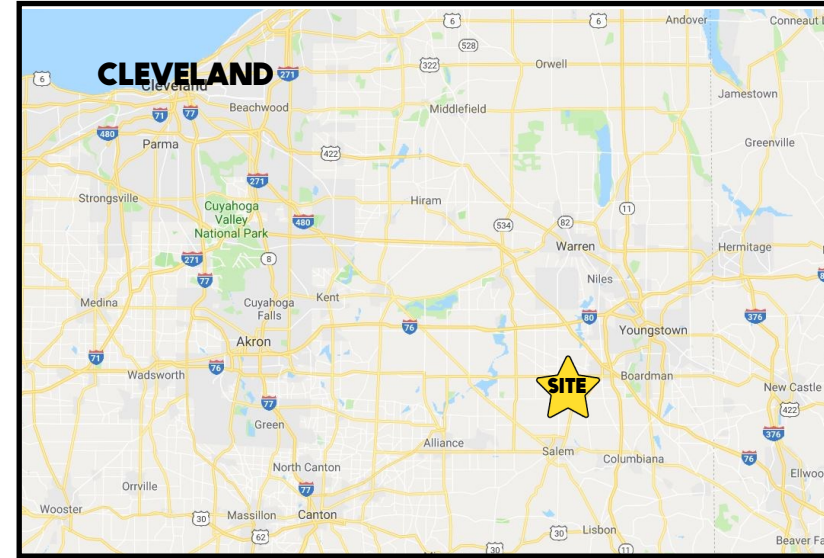 6
6
Andover
Conneaut L
528
CLEVELAND
271
322
Orwell
6
Cleveland
Jamestown
71
77
Beachwood
Middlefield
480
Parma
422
Greenville
271
Strongsville
Cuyahoga
Valley
National Park
Hiram
11
480
534
82
Warren
Hermitage
271
8
77
Niles
Medina
Cuyahoga
Falls
Kent
76
80
376
Youngstown
Akron
71
76
Wadsworth
SITE
Boardman
New Castle
77
422
Green
376
Alliance
Salem
Columbiana
76
North Canton
Ellwoo
Orrville
77
Wooster
30
Massillon
Canton
62
30
Lisbon
30
11
Beaver Fa